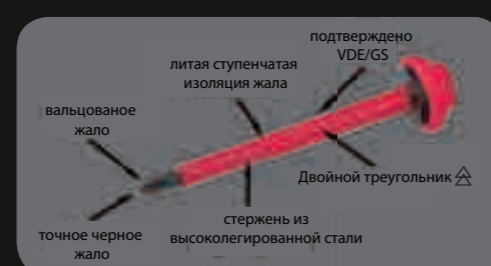 подтверждено
VDE/GS
литая ступенчатая
изоляция жала
вальцованое
жало
Двойной треугольник
точное черное
жало
стержень из
высоколегированной стали